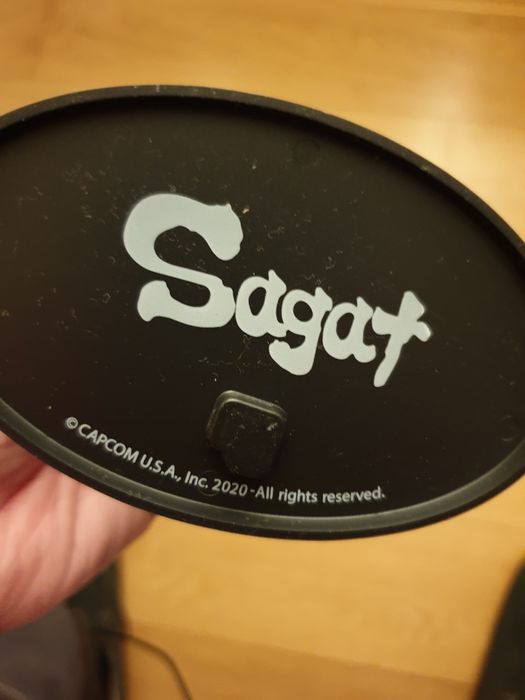 Sagat
© CAPCOM U.S.A., Inc. 2020-All rights reserved.